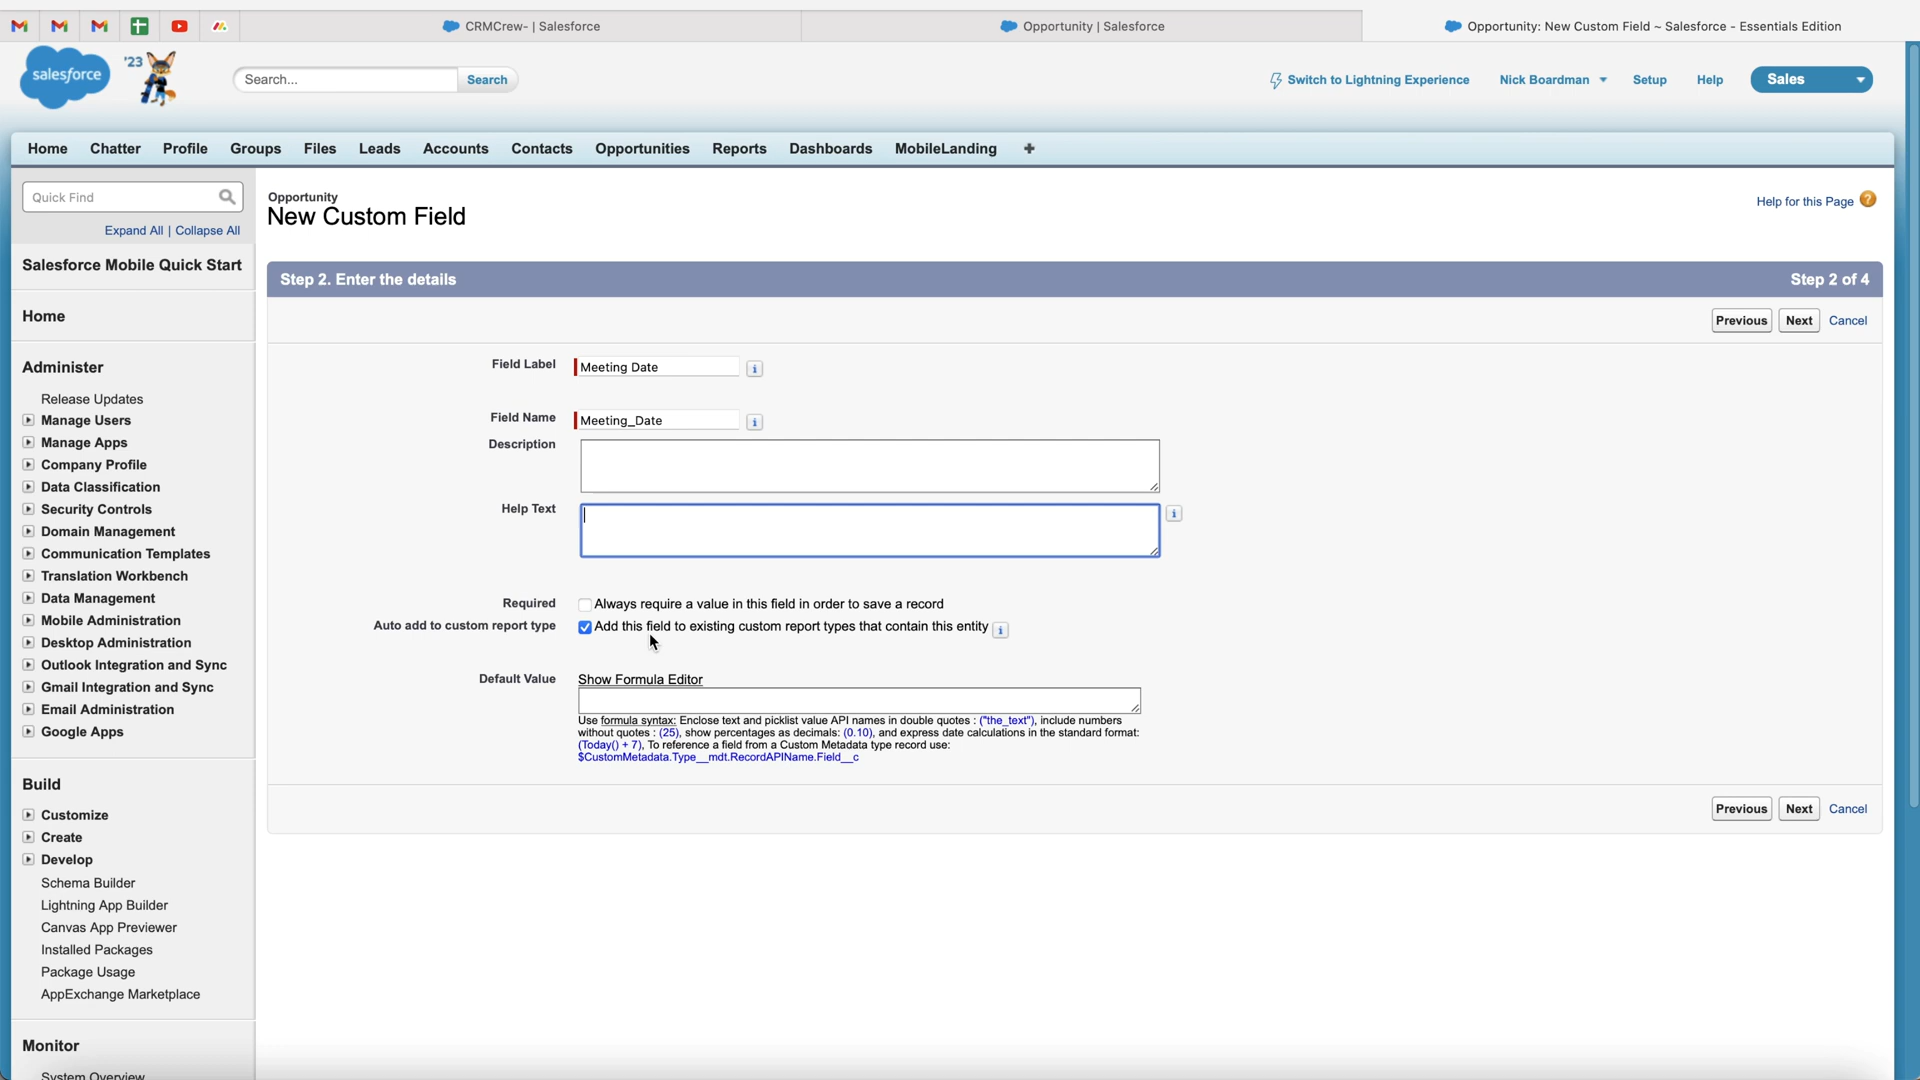 CRMCrew- | Salesforce
Opportunity | Salesforce
Opportunity: New Custom Field ~ Salesforce - Essentials Edition
salesforce
'23
Search...
Search
Switch to Lightning Experience
Nick Boardman
Setup
Help
Sales
Home
Chatter
Profile
Groups
Files
Leads
Accounts
Contacts
Opportunities
Reports
Dashboards
MobileLanding
Quick Find
Expand All | Collapse All
Salesforce Mobile Quick Start
Home
Administer
Release Updates
Manage Users
Manage Apps
Company Profile
Data Classification
Security Controls
Domain Management
Communication Templates
Translation Workbench
Data Management
Mobile Administration
Desktop Administration
Outlook Integration and Sync
Gmail Integration and Sync
Email Administration
Google Apps
Build
Customize
Create
Develop
Schema Builder
Lightning App Builder
Canvas App Previewer
Installed Packages
Package Usage
AppExchange Marketplace
Monitor
System Overview
Opportunity
New Custom Field
Help for this Page
Step 2. Enter the details
Step 2 of 4
Previous
Next
Cancel
Field Label
Meeting Date
Field Name
Meeting_Date
Description
Help Text
Required
Always require a value in this field in order to save a record
Auto add to custom report type
Add this field to existing custom report types that contain this entity
Default Value
Show Formula Editor
Use formula syntax: Enclose text and picklist value API names in double quotes : ("the_text"), include numbers
without quotes : (25), show percentages as decimals: (0.10), and express date calculations in the standard format:
(Today() + 7), To reference a field from a Custom Metadata type record use:
$CustomMetadata.Type__mdt.RecordAPIName.Field__c
Previous
Next
Cancel